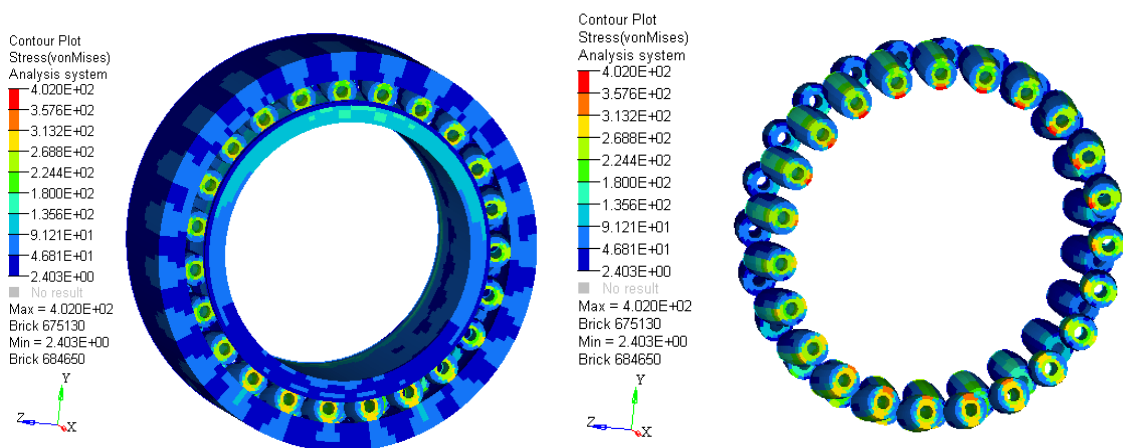 Contour Plot
Stress(vonMises)
Analysis system
4.020E+02
3.576E+02
3.132E+02
2.688E+02
2.244E+02
1.800E+02
1.356E+02
9.121E+01
4.681E+01
2.403E+00
No result
Max = 4.020E+02
Brick 675130
Min = 2.403E+00
Brick 684650
Y
Z
X
Contour Plot
Stress(vonMises)
Analysis system
4.020E+02
3.576E+02
3.132E+02
2.688E+02
2.244E+02
1.800E+02
1.356E+02
9.121E+01
4.681E+01
2.403E+00
No result
Max = 4.020E+02
Brick 675130
Min = 2.403E+00
Brick 684650
Y
Z
X